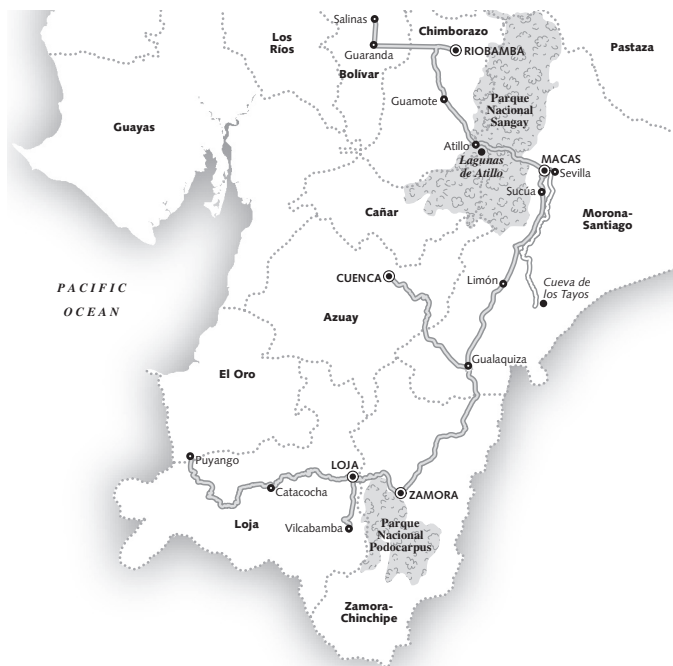 Salinas
Chimborazo
Los
Ríos
Pastaza
Guaranda
RIOBAMBA
Bolívar
Guamote
Parque
Nacional
Sangay
Guayas
Atillo
Lagunas
de Atillo
MACAS
Sevilla
Sucúa
Cañar
Morona-
Santiago
PACIFIC
OCEAN
CUENCA
Limón
Cueva de
los Tayos
Azuay
Gualaquiza
El Oro
Puyango
LOJA
Catacocha
ZAMORA
Loja
Vilcabamba
Parque
Nacional
Podocarpus
Zamora-
Chinchipe